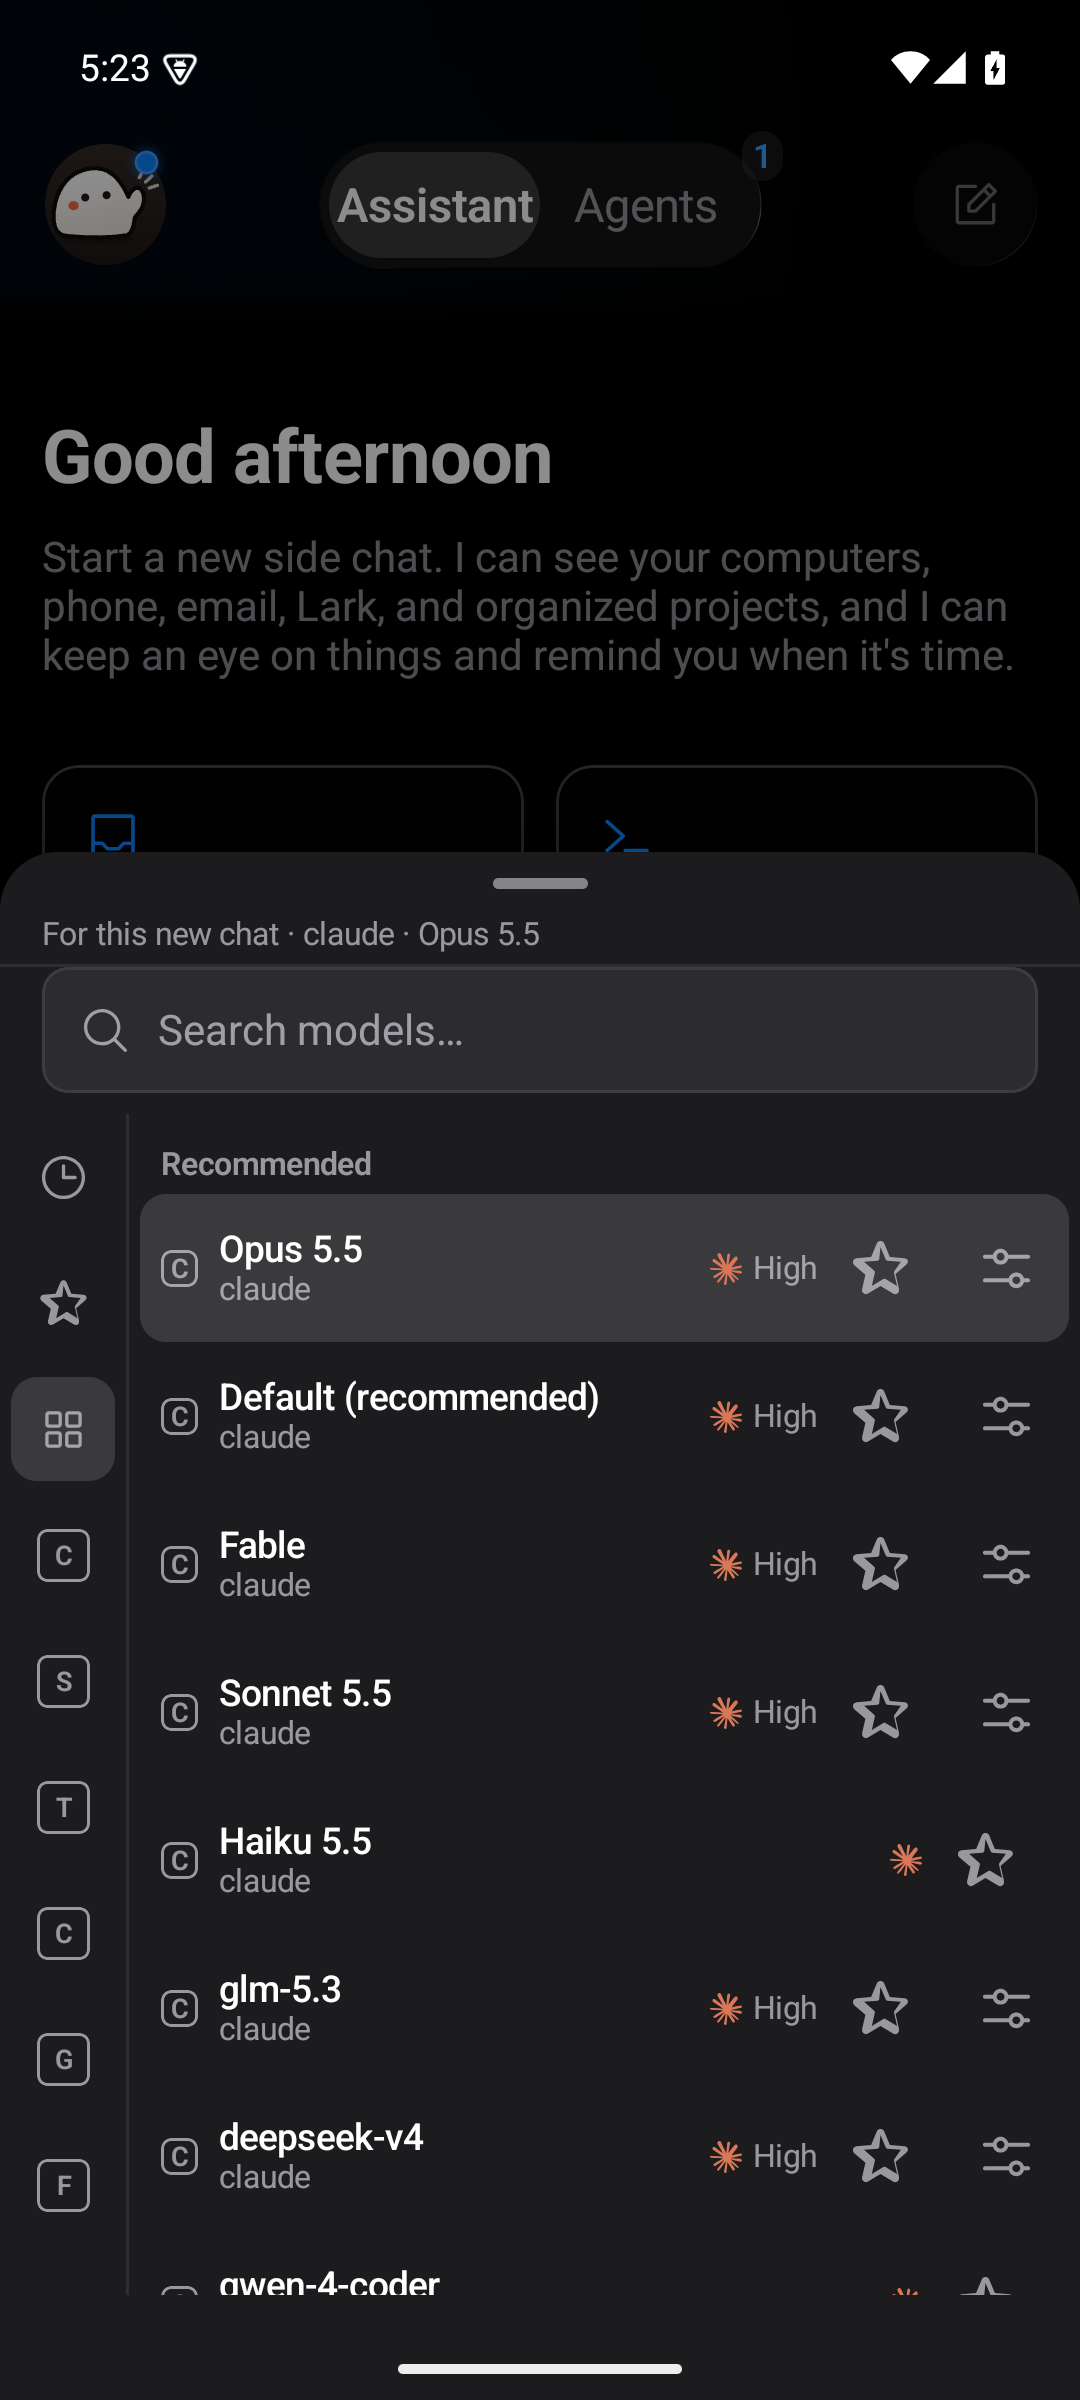 5:23
Assistant
Agents
1
Good afternoon
Start a new side chat. I can see your computers,
phone, email, Lark, and organized projects, and I can
keep an eye on things and remind you when it's time.
For this new chat · claude · Opus 5.5
Search models…
Recommended
C
Opus 5.5
claude
High
C
Default (recommended)
claude
High
C
Fable
claude
High
C
C
Sonnet 5.5
claude
High
S
C
Haiku 5.5
claude
T
C
glm-5.3
claude
High
C
G
C
deepseek-v4
claude
High
F
qwen-4-coder